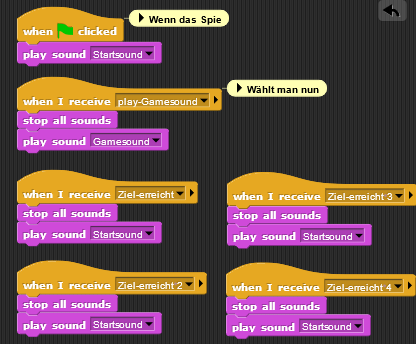 when clicked
Wenn das Spie
play sound Startsound
when I receive play-Gamesound
Wählt man nun
stop all sounds
play sound Gamesound
when I receive Ziel-erreicht
stop all sounds
play sound Startsound
when I receive Ziel-erreicht 3
stop all sounds
play sound Startsound
when I receive Ziel-erreicht 2
stop all sounds
play sound Startsound
when I receive Ziel-erreicht 4
stop all sounds
play sound Startsound